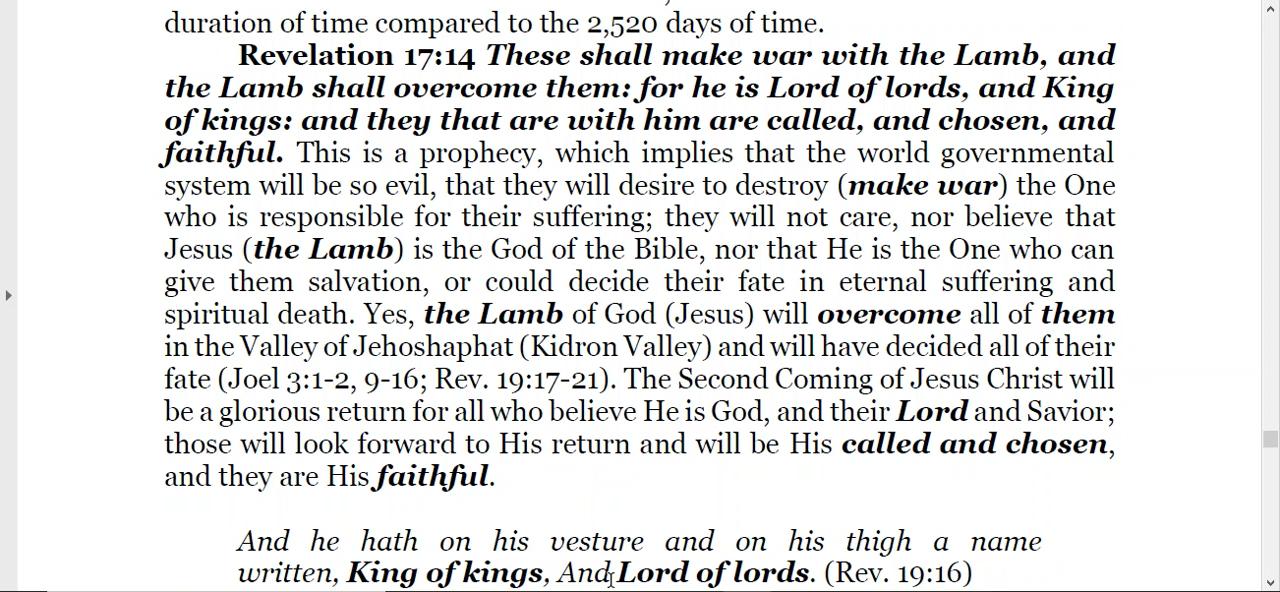 duration of time compared to the 2,520 days of time.
Revelation 17:14 These shall make war with the Lamb, and
the Lamb shall overcome them: for he is Lord of lords, and King
of kings: and they that are with him are called, and chosen, and
faithful. This is a prophecy, which implies that the world governmental
system will be so evil, that they will desire to destroy (make war) the One
who is responsible for their suffering; they will not care, nor believe that
Jesus (the Lamb) is the God of the Bible, nor that He is the One who can
give them salvation, or could decide their fate in eternal suffering and
spiritual death. Yes, the Lamb of God (Jesus) will overcome all of them
in the Valley of Jehoshaphat (Kidron Valley) and will have decided all of their
fate (Joel 3:1-2, 9-16; Rev. 19:17-21). The Second Coming of Jesus Christ will
be a glorious return for all who believe He is God, and their Lord and Savior;
those will look forward to His return and will be His called and chosen,
and they are His faithful.
And he hath on his vesture and on his thigh a name
written, King of kings, And Lord of lords. (Rev. 19:16)